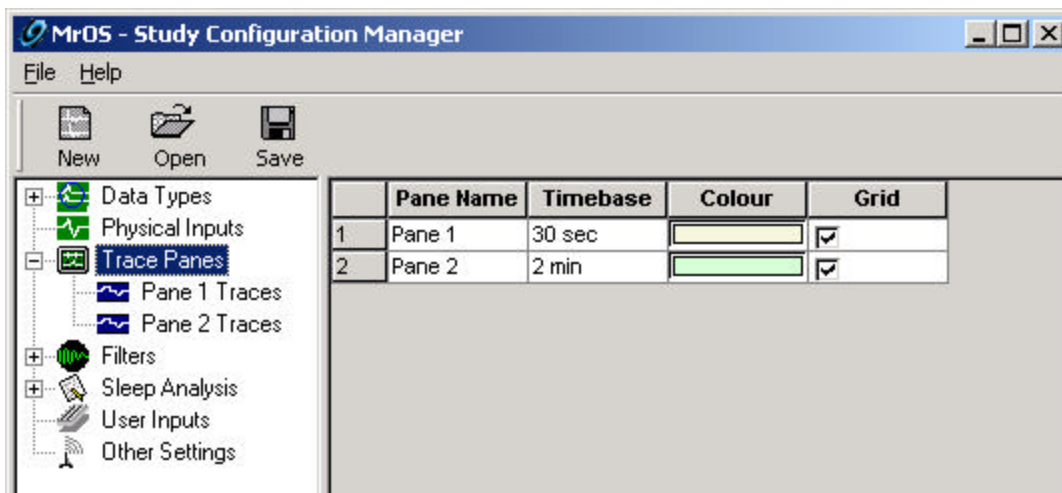 MrOS - Study Configuration Manager
File Help
New Open Save
Data Types
Physical Inputs
Trace Panes
Pane 1 Traces
Pane 2 Traces
Filters
Sleep Analysis
User Inputs
Other Settings
Pane Name Timebase Colour Grid
1 Pane 1 30 sec
2 Pane 2 2 min